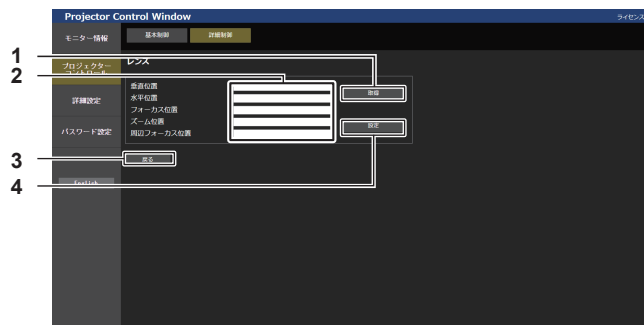 Projector Control Window
ライセンス
モニター情報
基本制御
詳細制御
プロジェクター
コントロール
レンズ
1
2
垂直位置
水平位置
フォーカス位置
ズーム位置
周辺フォーカス位置
取得
設定
詳細設定
パスワード設定
3
戻る
4
English